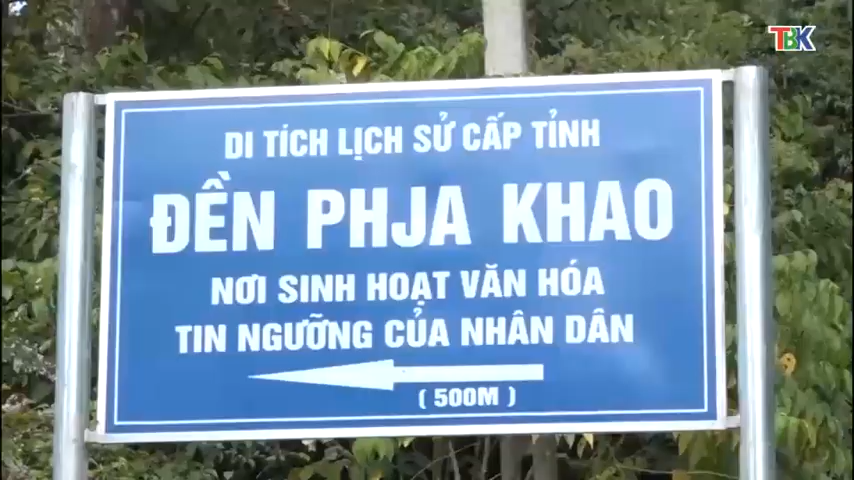 TBK
DI TÍCH LỊCH SỬ CẤP TỈNH
ĐỀN PHJA KHAO
NƠI SINH HOẠT VĂN HÓA
TIN NGƯỠNG CỦA NHÂN DÂN
( 500M )